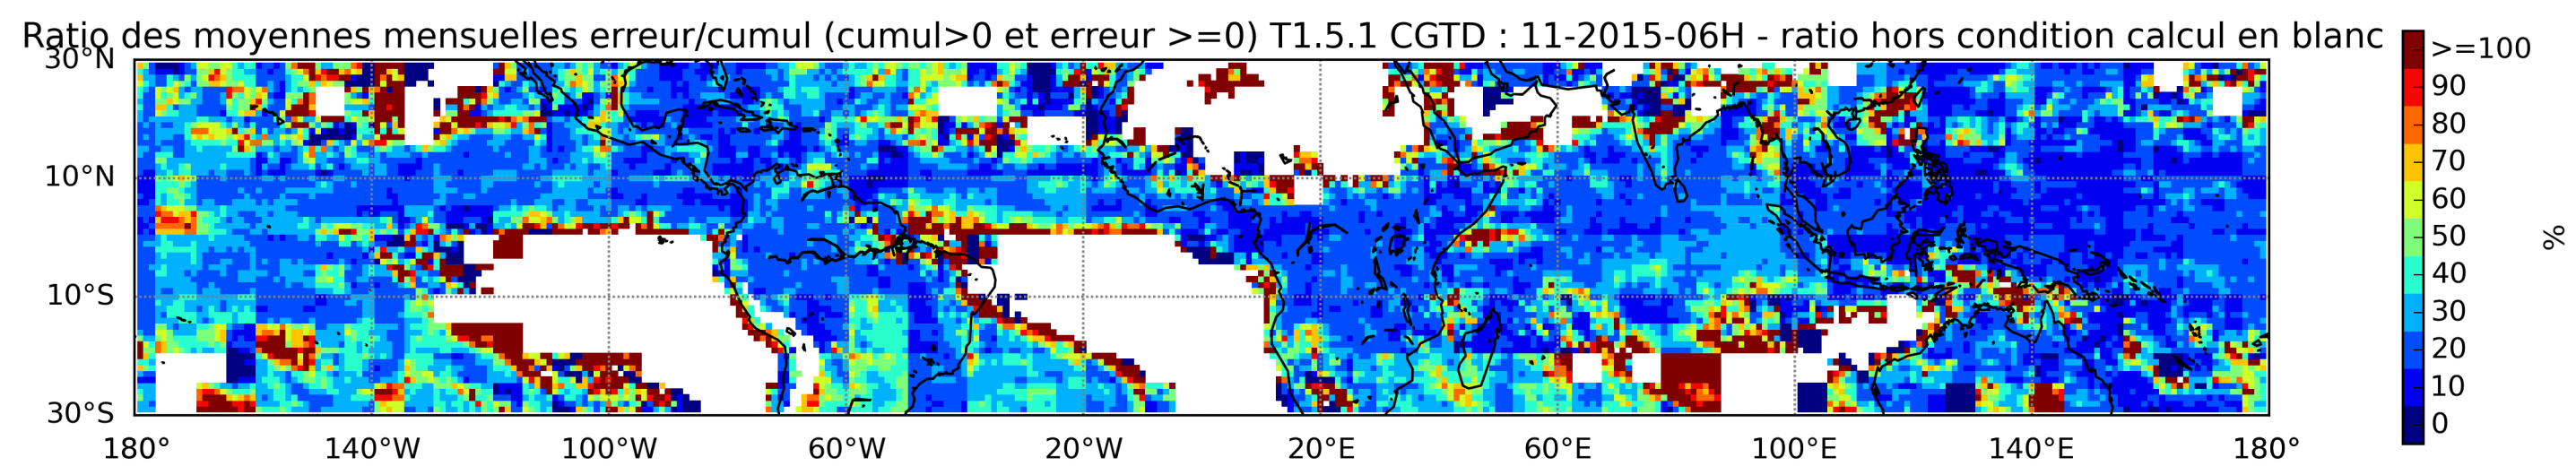 Ratio des moyennes mensuelles erreur/cumul (cumul>0 et erreur >=0) T1.5.1 CGTD : 11-2015-06H - ratio hors condition calcul en blanc
30°N
10°N
10°S
30°S
180° 140°W 100°W 60°W 20°W 20°E 60°E 100°E 140°E 180°
>=100
90
80
70
60
50
40
30
20
10
0
%